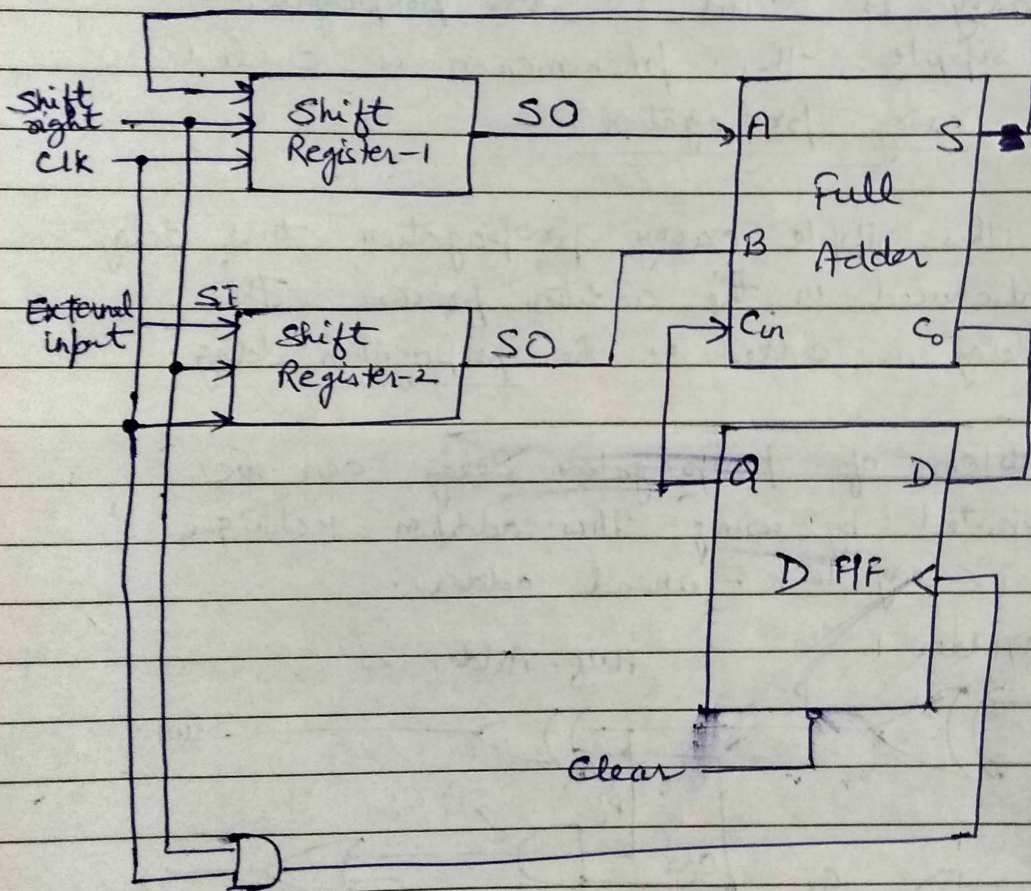 Shift
right
Clk
Shift
Register-1
SO
A
S
Full
Adder
B
Cin
Co
External
input
SI
Shift
Register-2
SO
Q
D
D F/F
Clear